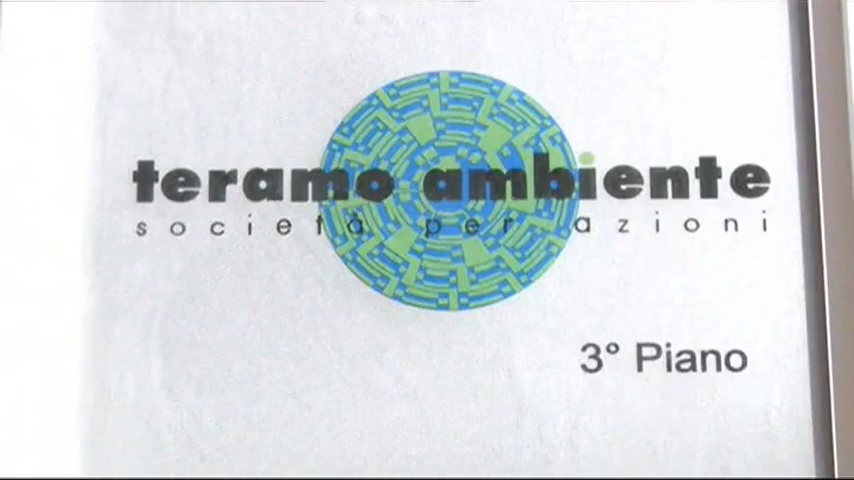 teramo ambiente
società per azioni
3° Piano